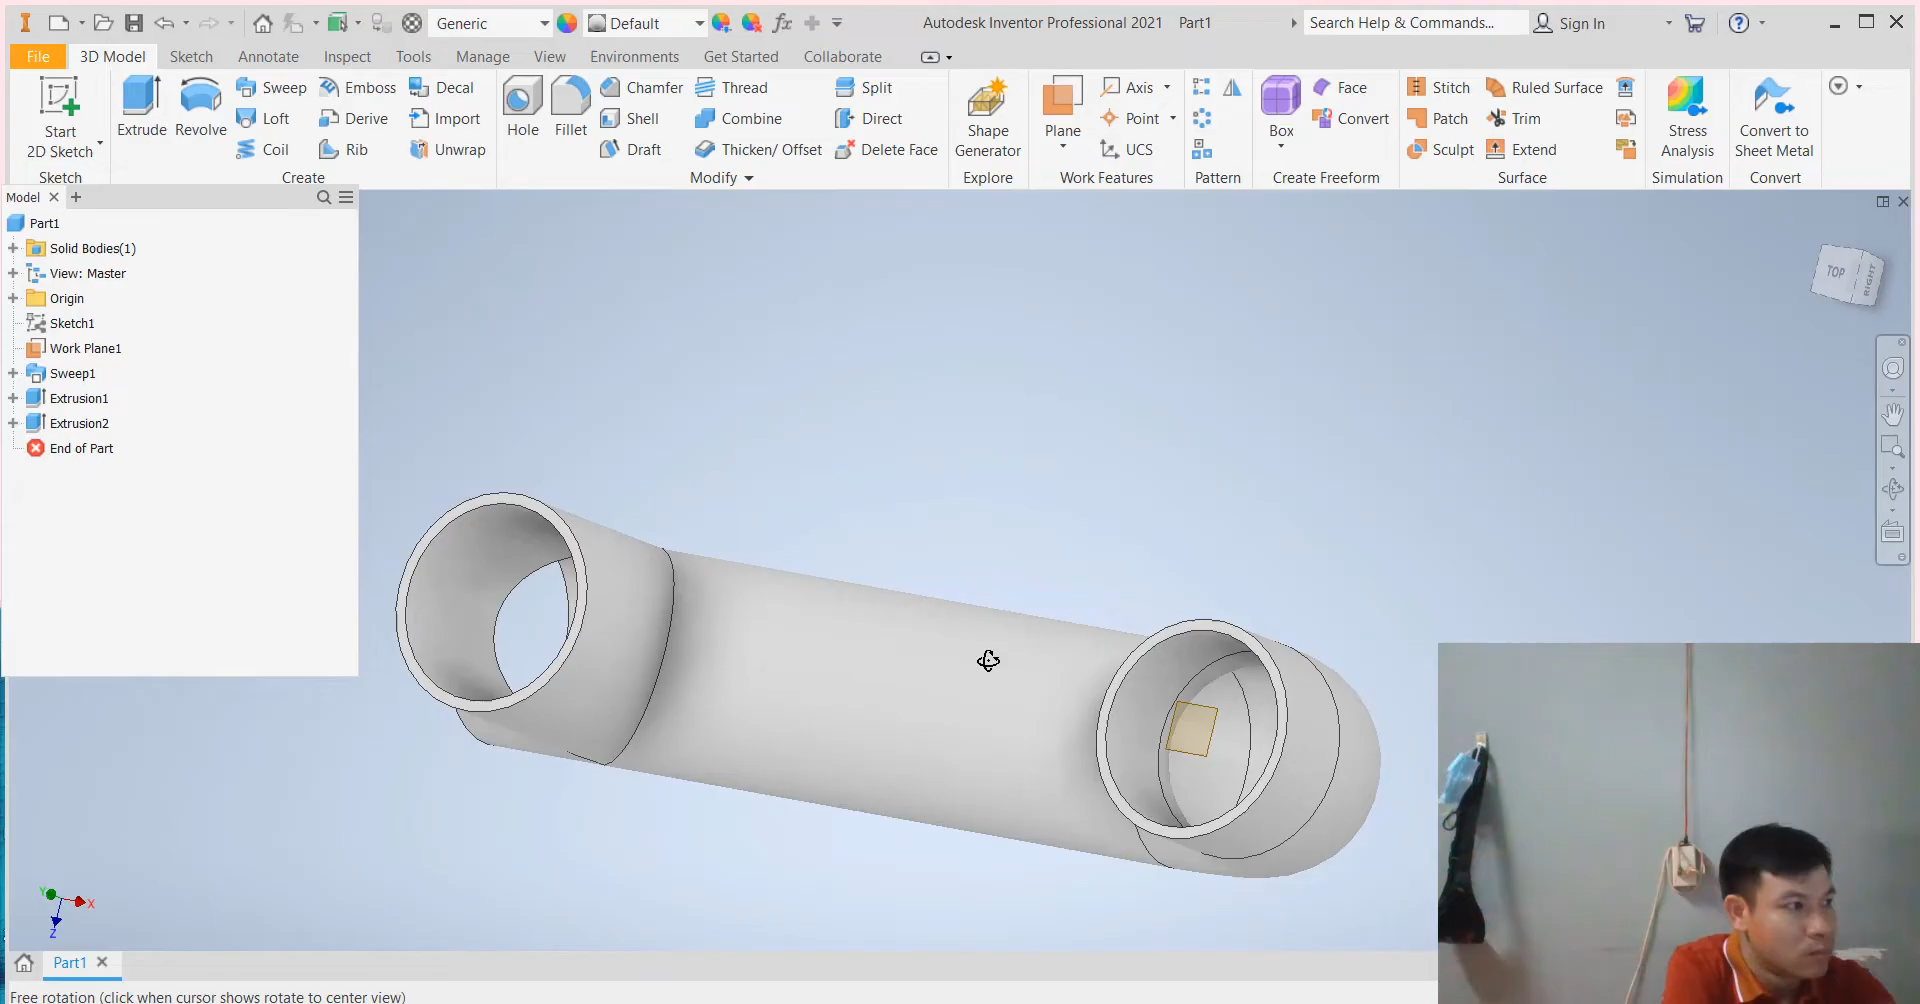 Generic
Default
fx
Autodesk Inventor Professional 2021 Part1
Search Help & Commands...
Sign In
File 3D Model Sketch Annotate Inspect Tools Manage View Environments Get Started Collaborate
Start
2D Sketch
Sketch
Extrude
Revolve
Sweep
Loft
Coil
Emboss
Derive
Rib
Decal
Import
Unwrap
Create
Hole
Fillet
Chamfer
Shell
Draft
Thread
Combine
Thicken/ Offset
Split
Direct
Delete Face
Modify
Shape
Generator
Explore
Plane
Axis
Point
UCS
Work Features
Pattern
Box
Face
Convert
Create Freeform
Stitch
Patch
Sculpt
Ruled Surface
Trim
Extend
Surface
Stress
Analysis
Simulation
Convert to
Sheet Metal
Convert
Model
Part1
Solid Bodies(1)
View: Master
Origin
Sketch1
Work Plane1
Sweep1
Extrusion1
Extrusion2
End of Part
TOP
RIGHT
Y
X
Z
Part1
Free rotation (click when cursor shows rotate to center view)